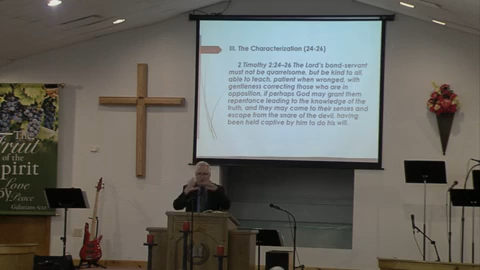 III. The Characterization (24-26)
2 Timothy 2:24-26 The Lord's bond-servant
must not be quarrelsome, but be kind to all,
able to teach, patient when wronged, with
gentleness correcting those who are in
opposition, if perhaps God may grant them
repentance leading to the knowledge of the
truth, and they may come to their senses and
escape from the snare of the devil, having
been held captive by him to do his will.
The
Fruit
of the
Spirit
Love
Joy
Peace